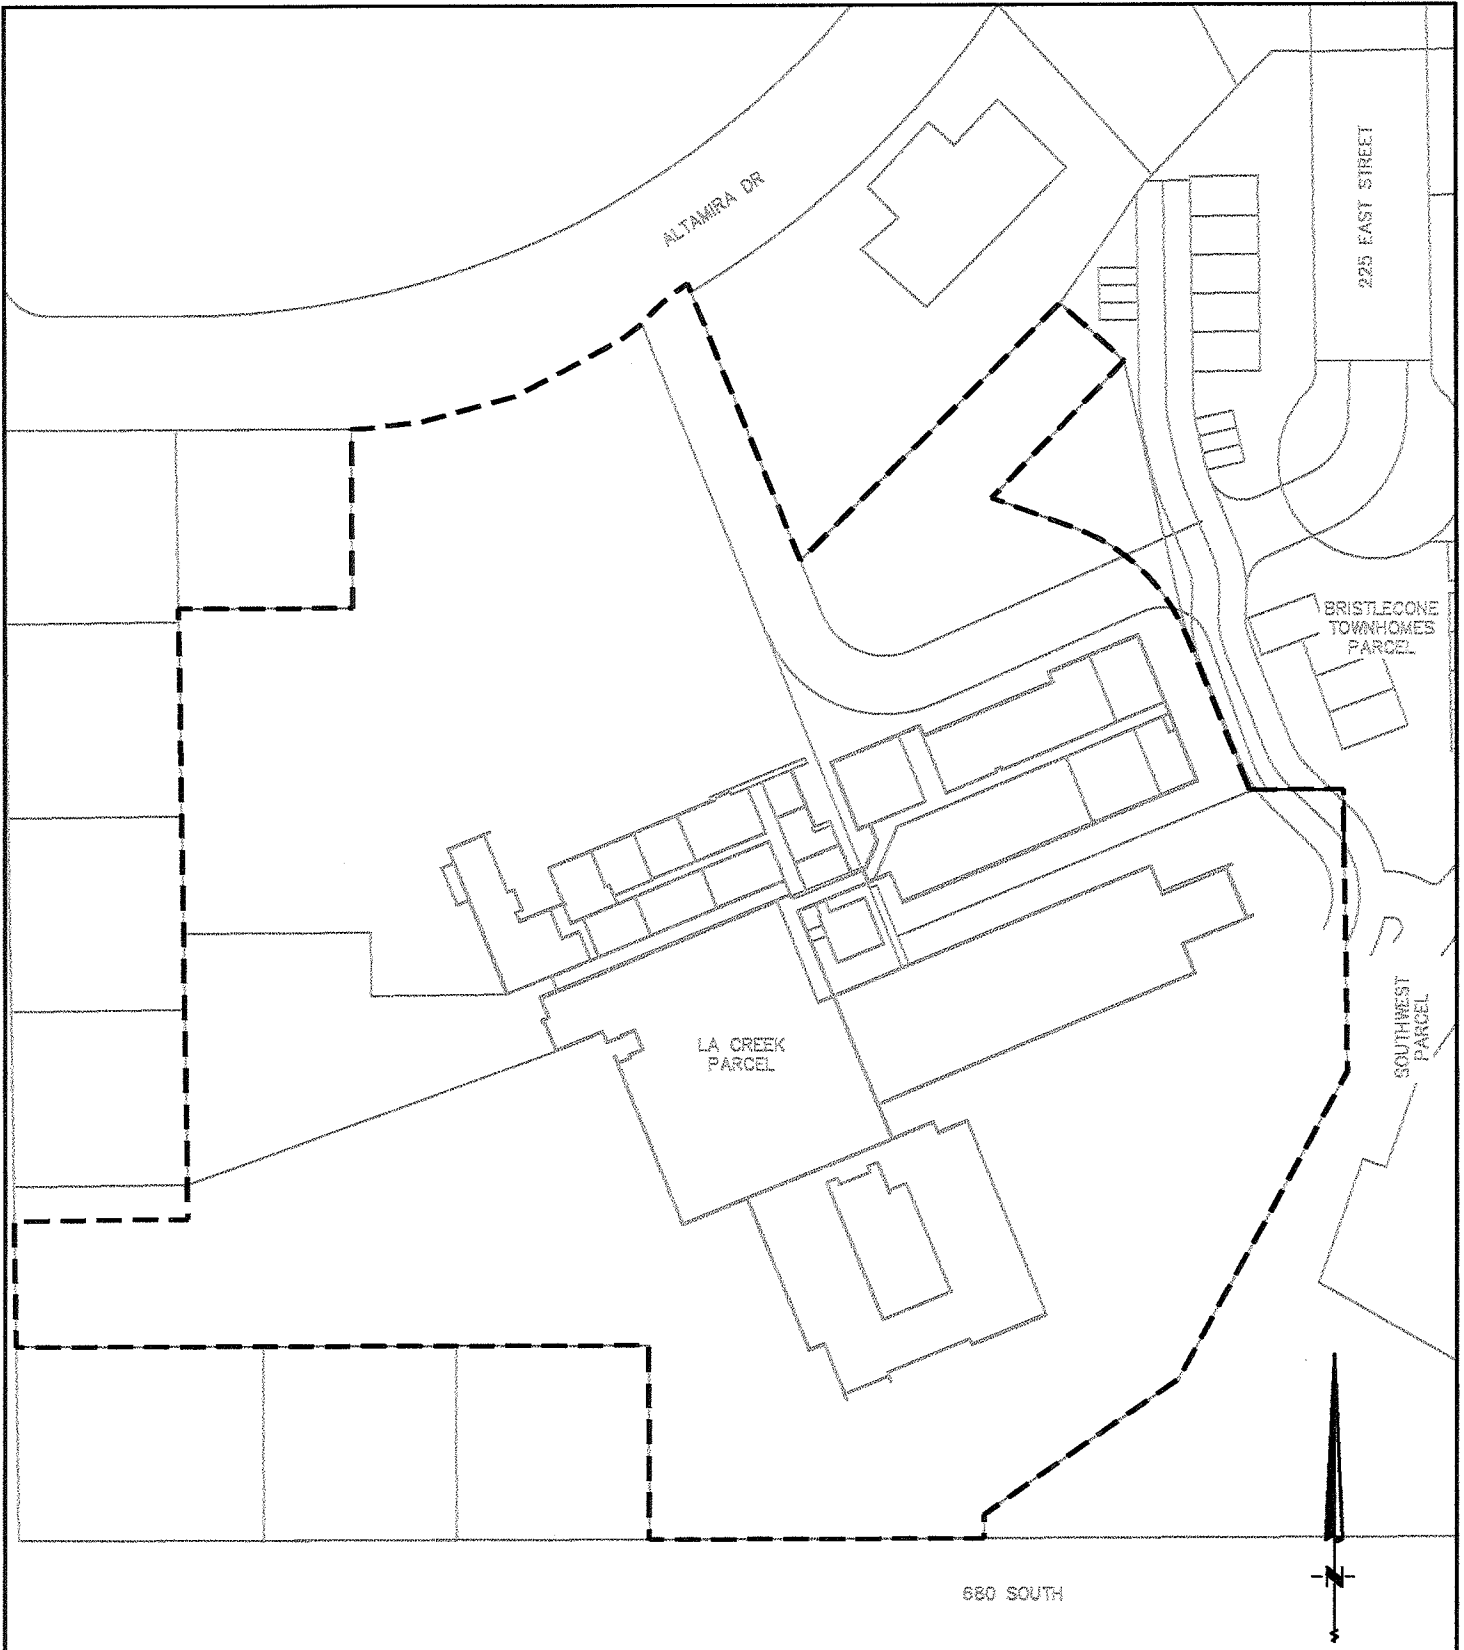 ALTAMIRA DR
225 EAST STREET
BRISTLECONE
TOWNHOMES
PARCEL
LA CREEK
PARCEL
SOUTHWEST
PARCEL
680 SOUTH
N